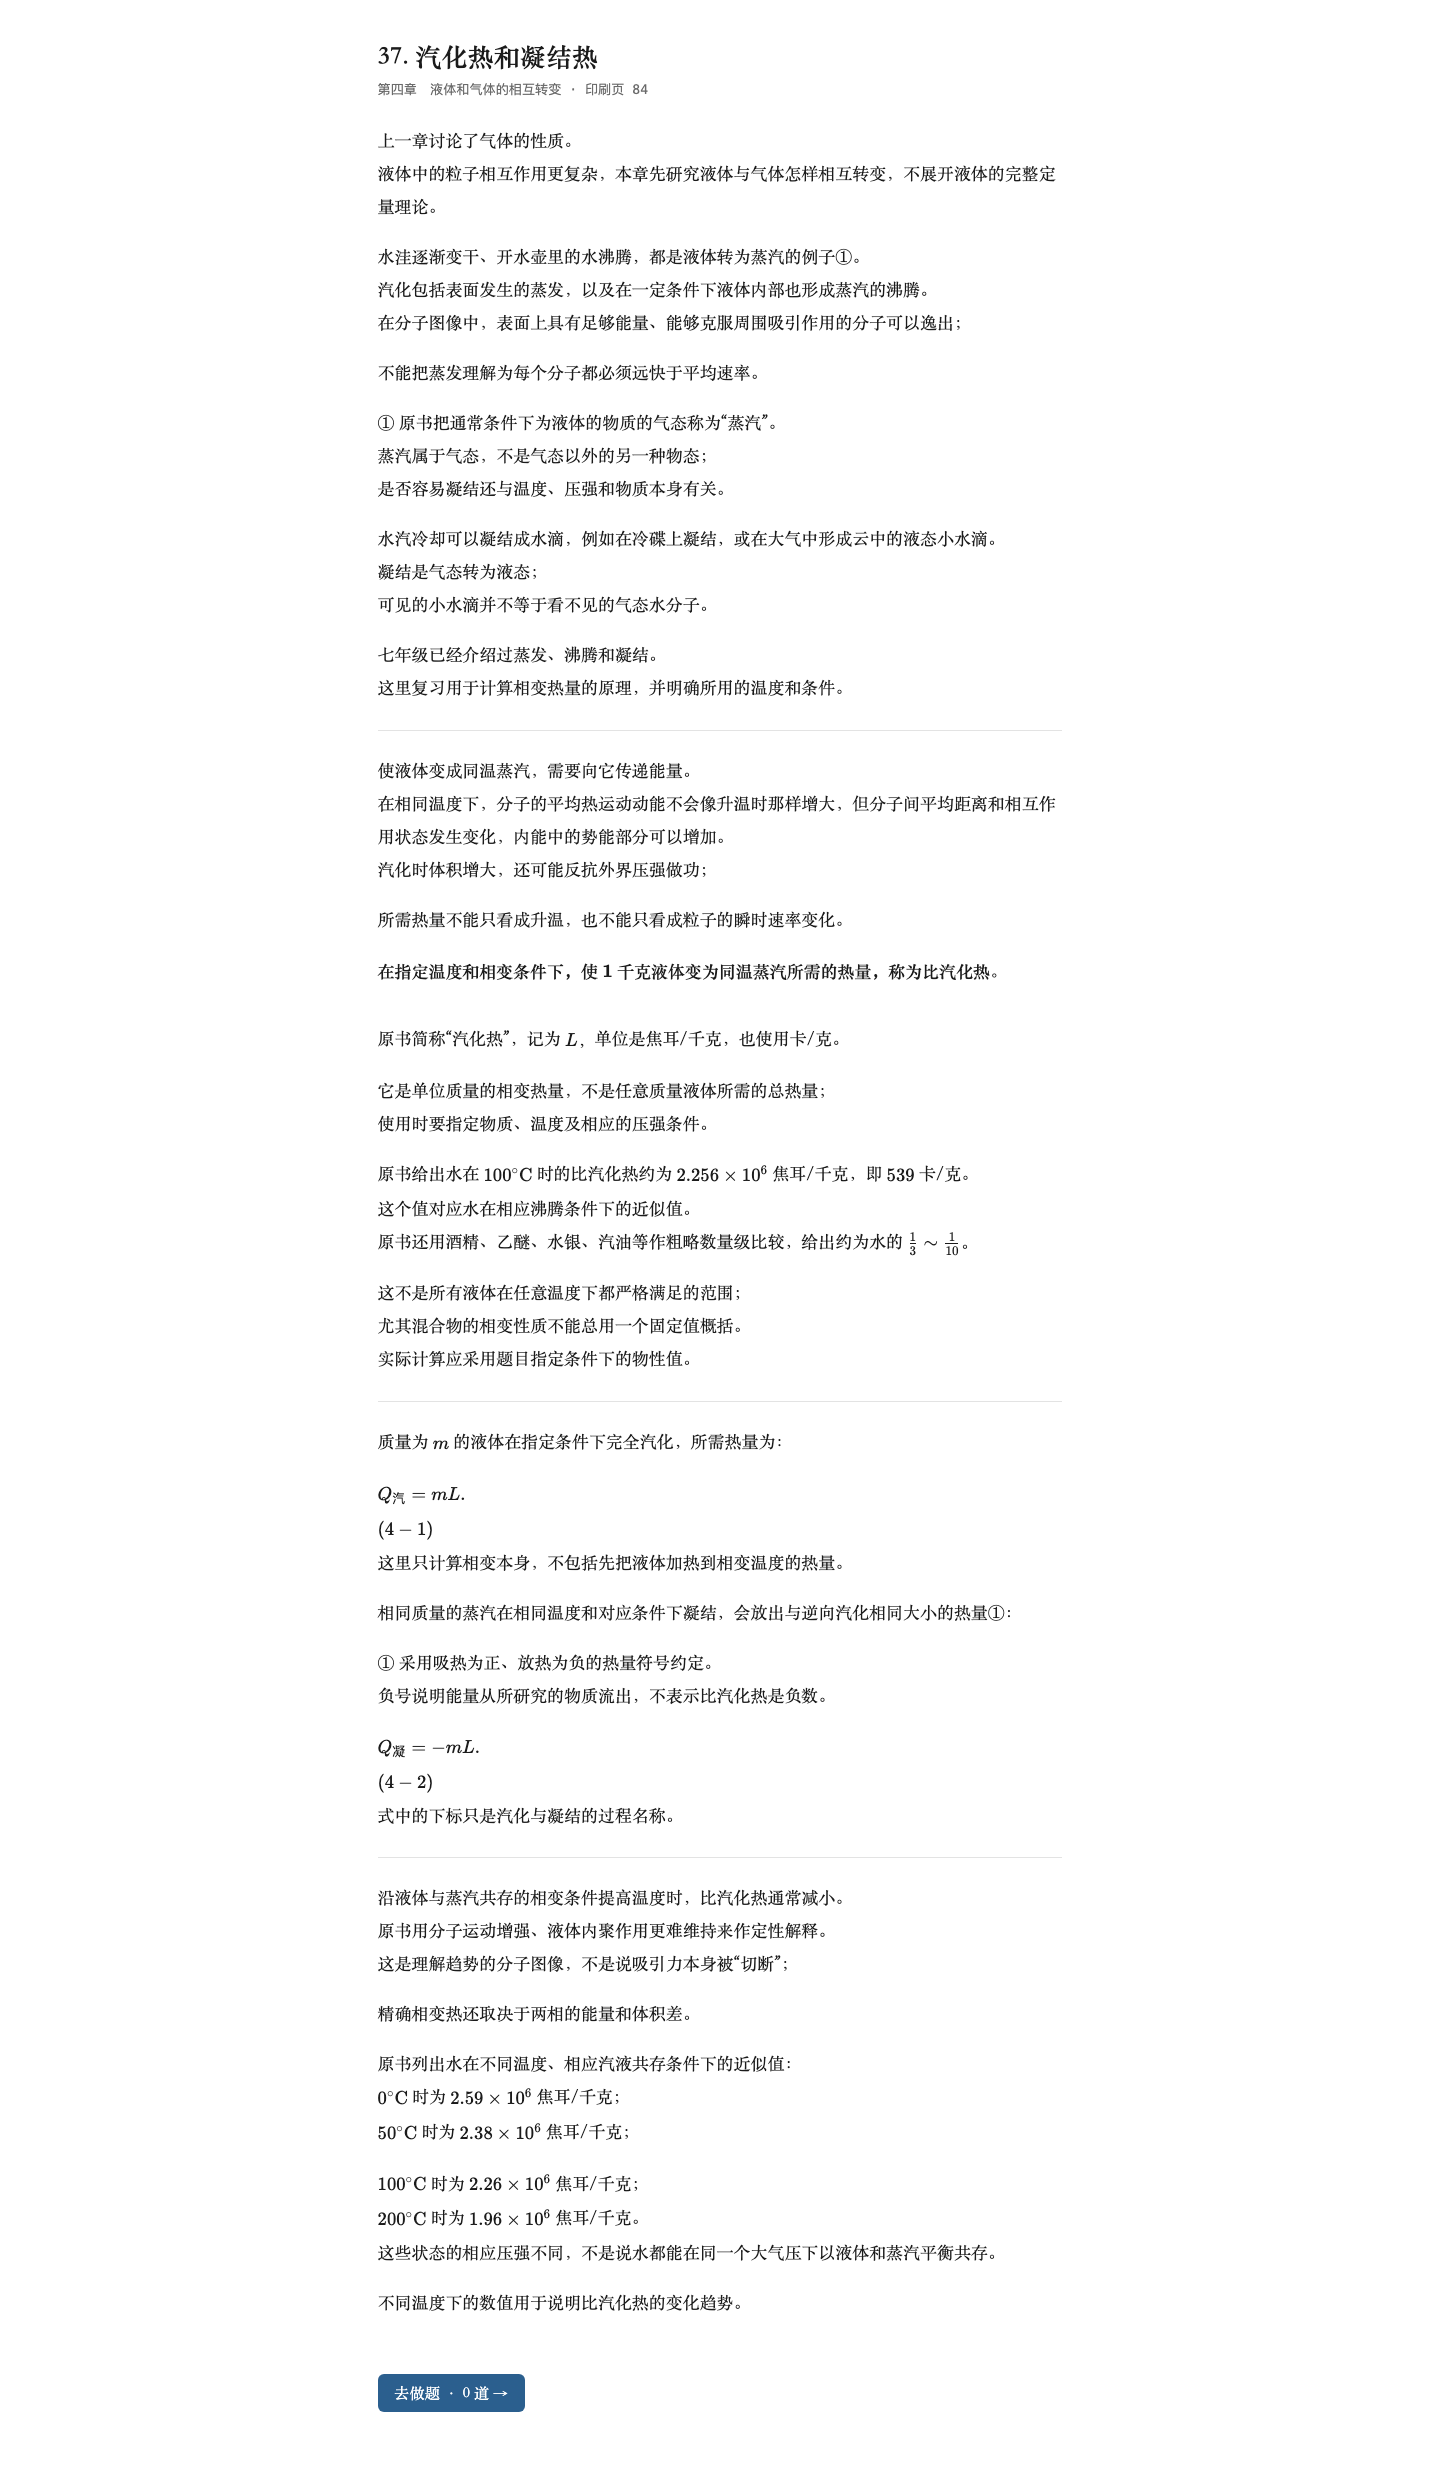 37. 汽化热和凝结热
第四章　液体和气体的相互转变 · 印刷页 84
上一章讨论了气体的性质。
液体中的粒子相互作用更复杂，本章先研究液体与气体怎样相互转变，不展开液体的完整定
量理论。
水洼逐渐变干、开水壶里的水沸腾，都是液体转为蒸汽的例子①。
汽化包括表面发生的蒸发，以及在一定条件下液体内部也形成蒸汽的沸腾。
在分子图像中，表面上具有足够能量、能够克服周围吸引作用的分子可以逸出；
不能把蒸发理解为每个分子都必须远快于平均速率。
① 原书把通常条件下为液体的物质的气态称为“蒸汽”。
蒸汽属于气态，不是气态以外的另一种物态；
是否容易凝结还与温度、压强和物质本身有关。
水汽冷却可以凝结成水滴，例如在冷碟上凝结，或在大气中形成云中的液态小水滴。
凝结是气态转为液态；
可见的小水滴并不等于看不见的气态水分子。
七年级已经介绍过蒸发、沸腾和凝结。
这里复习用于计算相变热量的原理，并明确所用的温度和条件。
使液体变成同温蒸汽，需要向它传递能量。
在相同温度下，分子的平均热运动动能不会像升温时那样增大，但分子间平均距离和相互作
用状态发生变化，内能中的势能部分可以增加。
汽化时体积增大，还可能反抗外界压强做功；
所需热量不能只看成升温，也不能只看成粒子的瞬时速率变化。
在指定温度和相变条件下，使 1 千克液体变为同温蒸汽所需的热量，称为比汽化热。
原书简称“汽化热”，记为 L，单位是焦耳/千克，也使用卡/克。
它是单位质量的相变热量，不是任意质量液体所需的总热量；
使用时要指定物质、温度及相应的压强条件。
原书给出水在 100°C 时的比汽化热约为 2.256 × 10⁶ 焦耳/千克，即 539 卡/克。
这个值对应水在相应沸腾条件下的近似值。
原书还用酒精、乙醚、水银、汽油等作粗略数量级比较，给出约为水的 1/3 ∼ 1/10。
这不是所有液体在任意温度下都严格满足的范围；
尤其混合物的相变性质不能总用一个固定值概括。
实际计算应采用题目指定条件下的物性值。
质量为 m 的液体在指定条件下完全汽化，所需热量为：
Q汽 = mL.
(4 − 1)
这里只计算相变本身，不包括先把液体加热到相变温度的热量。
相同质量的蒸汽在相同温度和对应条件下凝结，会放出与逆向汽化相同大小的热量①：
① 采用吸热为正、放热为负的热量符号约定。
负号说明能量从所研究的物质流出，不表示比汽化热是负数。
Q凝 = −mL.
(4 − 2)
式中的下标只是汽化与凝结的过程名称。
沿液体与蒸汽共存的相变条件提高温度时，比汽化热通常减小。
原书用分子运动增强、液体内聚作用更难维持来作定性解释。
这是理解趋势的分子图像，不是说吸引力本身被“切断”；
精确相变热还取决于两相的能量和体积差。
原书列出水在不同温度、相应汽液共存条件下的近似值：
0°C 时为 2.59 × 10⁶ 焦耳/千克；
50°C 时为 2.38 × 10⁶ 焦耳/千克；
100°C 时为 2.26 × 10⁶ 焦耳/千克；
200°C 时为 1.96 × 10⁶ 焦耳/千克。
这些状态的相应压强不同，不是说水都能在同一个大气压下以液体和蒸汽平衡共存。
不同温度下的数值用于说明比汽化热的变化趋势。
去做题 · 0 道 →